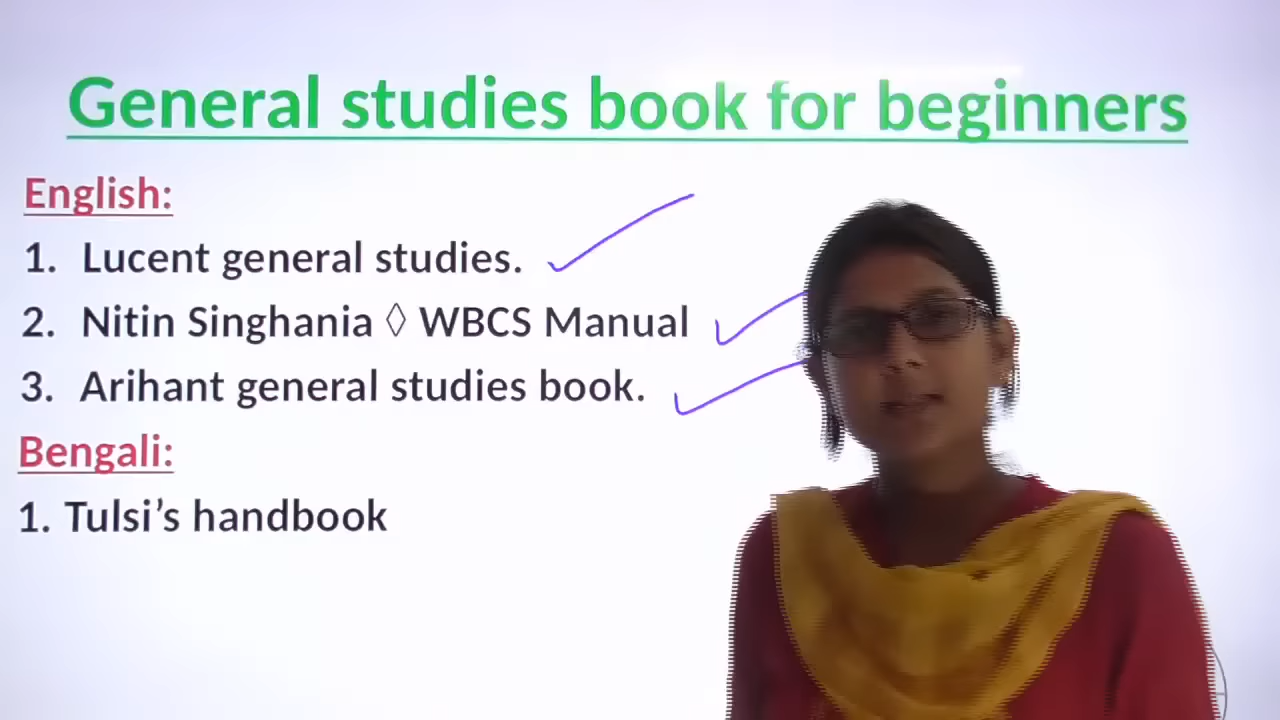 General studies book for beginners
English:
1. Lucent general studies.
2. Nitin Singhania ◊ WBCS Manual
3. Arihant general studies book.
Bengali:
1. Tulsi’s handbook